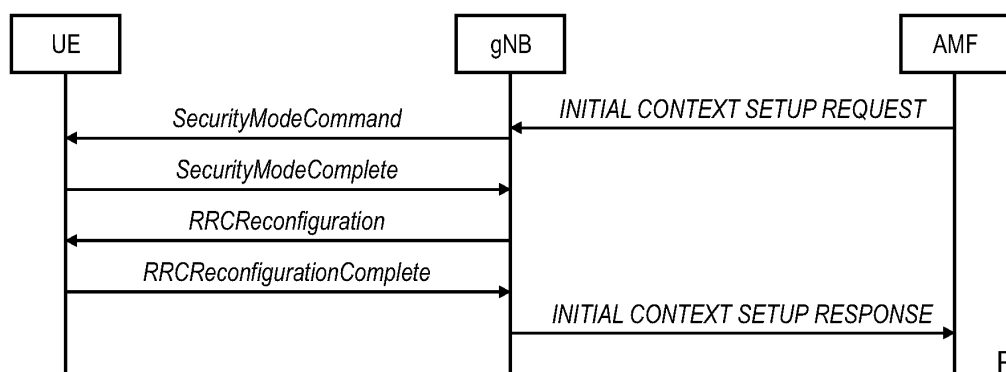 UE
gNB
AMF
INITIAL CONTEXT SETUP REQUEST
SecurityModeCommand
SecurityModeComplete
RRCReconfiguration
RRCReconfigurationComplete
INITIAL CONTEXT SETUP RESPONSE